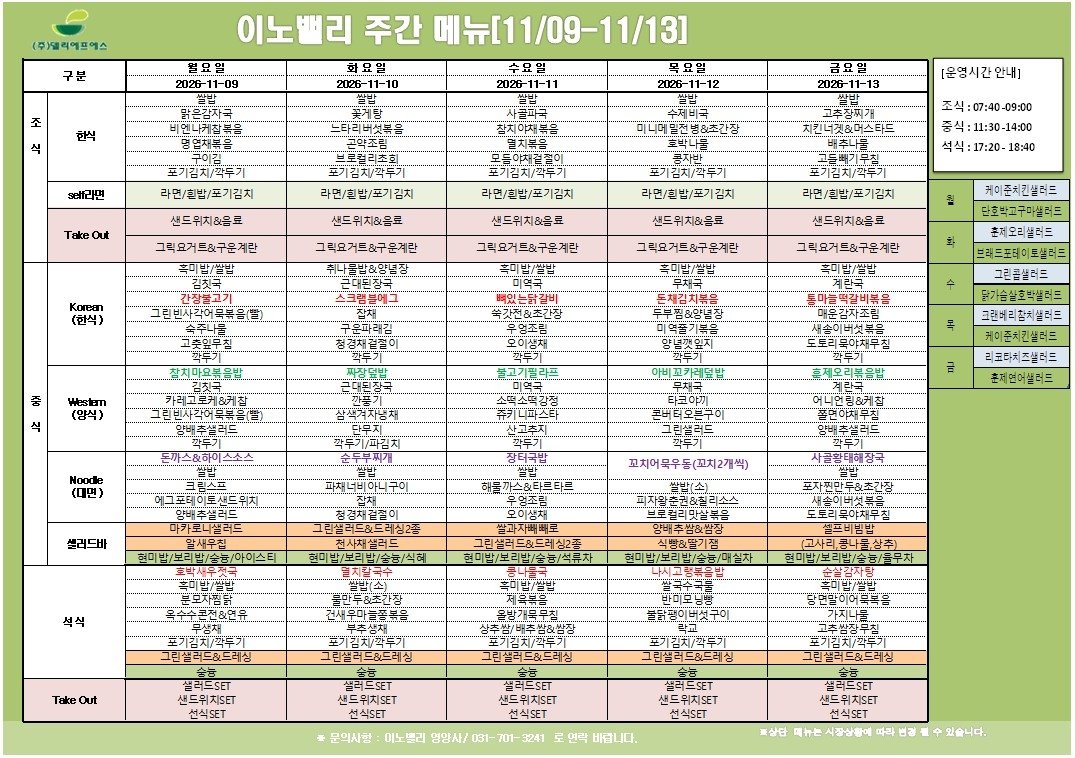 (주)델리에프에스
이노밸리 주간 메뉴[11/09-11/13]
구분 월요일 화요일 수요일 목요일 금요일
2026-11-09 2026-11-10 2026-11-11 2026-11-12 2026-11-13
조식
한식
쌀밥 쌀밥 쌀밥 쌀밥 쌀밥
맑은감자국 꽃게탕 사골파국 수제비국 고추장찌개
비엔나케찹볶음 느타리버섯볶음 참치야채볶음 미니메밀전병&초간장 치킨너겟&머스타드
명엽채볶음 곤약조림 멸치볶음 호박나물 배추나물
구이김 브로컬리초회 모듬야채겉절이 콩자반 고들빼기무침
포기김치/깍두기 포기김치/깍두기 포기김치/깍두기 포기김치/깍두기 포기김치/깍두기
self라면 라면/흰밥/포기김치 라면/흰밥/포기김치 라면/흰밥/포기김치 라면/흰밥/포기김치 라면/흰밥/포기김치
Take Out
샌드위치&음료 샌드위치&음료 샌드위치&음료 샌드위치&음료 샌드위치&음료
그릭요거트&구운계란 그릭요거트&구운계란 그릭요거트&구운계란 그릭요거트&구운계란 그릭요거트&구운계란
중식
Korean
(한식)
흑미밥/쌀밥 취나물밥&양념장 흑미밥/쌀밥 흑미밥/쌀밥 흑미밥/쌀밥
김칫국 근대된장국 미역국 무채국 계란국
간장불고기 스크램블에그 뼈있는닭갈비 돈채김치볶음 통마늘떡갈비볶음
그린빈사각어묵볶음(빨) 잡채 쑥갓전&초간장 두부찜&양념장 매운감자조림
숙주나물 구운파래김 우엉조림 미역줄기볶음 새송이버섯볶음
고춧잎무침 청경채겉절이 오이생채 양념깻잎지 도토리묵야채무침
깍두기 깍두기 깍두기 깍두기 깍두기
Western
(양식)
참치마요볶음밥 짜장덮밥 불고기필라프 아비꼬카레덮밥 훈제오리볶음밥
김칫국 근대된장국 미역국 무채국 계란국
카레고로케&케찹 깐풍기 소떡소떡강정 타코야끼 어니언링&케찹
그린빈사각어묵볶음(빨) 삼색겨자냉채 쥬키니파스타 콘버터오븐구이 쫄면야채무침
양배추샐러드 단무지 산고추지 그린샐러드 양배추샐러드
깍두기 깍두기/파김치 깍두기 깍두기 깍두기
Noodle
(대면)
돈까스&하이스소스 순두부찌개 장터국밥 꼬치어묵우동(꼬치2개씩) 사골황태해장국
쌀밥 쌀밥 쌀밥 쌀밥
크림스프 파채너비아니구이 해물까스&타르타르 쌀밥(소) 포자찐만두&초간장
에그포테이토샌드위치 잡채 우엉조림 피자왕춘권&칠리소스 새송이버섯볶음
양배추샐러드 청경채겉절이 오이생채 브로컬리맛살볶음 도토리묵야채무침
샐러드바
마카로니샐러드 그린샐러드&드레싱2종 쌀과자빼빼로 양배추쌈&쌈장 셀프비빔밥
알새우칩 천사채샐러드 그린샐러드&드레싱2종 식빵&딸기잼 (고사리,콩나물,상추)
현미밥/보리밥/숭늉/아이스티 현미밥/보리밥/숭늉/식혜 현미밥/보리밥/숭늉/석류차 현미밥/보리밥/숭늉/매실차 현미밥/보리밥/숭늉/율무차
석식
호박새우젓국 멸치칼국수 콩나물국 나시고랭볶음밥 순살감자탕
흑미밥/쌀밥 쌀밥(소) 흑미밥/쌀밥 쌀국수국물 흑미밥/쌀밥
분모자찜닭 물만두&초간장 제육볶음 반미모닝빵 당면말이어묵볶음
옥수수콘전&연유 건새우마늘쫑볶음 올방개묵무침 불닭팽이버섯구이 가지나물
무생채 부추생채 상추쌈/배추쌈&쌈장 락교 고추쌈장무침
포기김치/깍두기 포기김치/깍두기 포기김치/깍두기 포기김치/깍두기 포기김치/깍두기
그린샐러드&드레싱 그린샐러드&드레싱 그린샐러드&드레싱 그린샐러드&드레싱 그린샐러드&드레싱
숭늉 숭늉 숭늉 숭늉 숭늉
Take Out
샐러드SET 샐러드SET 샐러드SET 샐러드SET 샐러드SET
샌드위치SET 샌드위치SET 샌드위치SET 샌드위치SET 샌드위치SET
선식SET 선식SET 선식SET 선식SET 선식SET
[운영시간 안내]
조식 : 07:40 -09:00
중식 : 11:30 -14:00
석식 : 17:20 - 18:40
월 케이준치킨샐러드
단호박고구마샐러드
화 훈제오리샐러드
브래드포테이토샐러드
수 그린콥샐러드
닭가슴살호박샐러드
목 크랜베리참치샐러드
케이준치킨샐러드
금 리코타치즈샐러드
훈제연어샐러드
※ 문의사항 : 이노밸리 영양사/ 031-701-3241 로 연락 바랍니다.
※상단 메뉴는 시장상황에 따라 변경 될 수 있습니다.